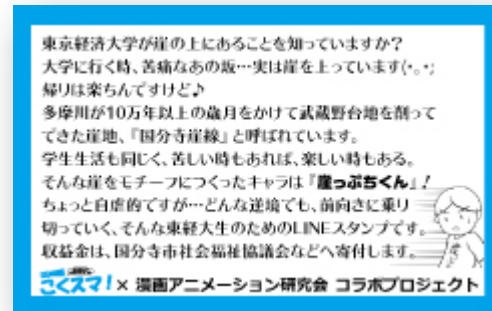 東京経済大学が崖の上にあることを知っていますか?
大学に行く時、苦痛なあの坂…実は崖を上っています(*。*;
帰りは楽ちんですけど♪
多摩川が10万年以上の歳月をかけて武蔵野台地を削って
できた崖地、『国分寺崖線』と呼ばれています。
学生生活も同じく、苦しい時もあれば、楽しい時もある。
そんな崖をモチーフにつくったキャラは『崖っぷちくん』!
ちょっと自虐的ですが…どんな逆境でも、前向きに乗り
切っていく、そんな東経大生のためのLINEスタンプです。
収益金は、国分寺市社会福祉協議会などへ寄付します。
こくスマ!× 漫画アニメーション研究会 コラボプロジェクト